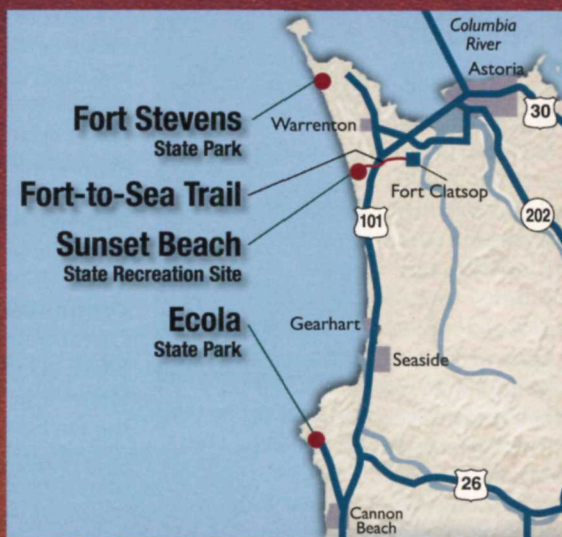 Columbia
River
Astoria
30
Fort Stevens
State Park
Warrenton
Fort-to-Sea Trail
Fort Clatsop
202
101
Sunset Beach
State Recreation Site
Ecola
State Park
Gearhart
Seaside
26
Cannon
Beach